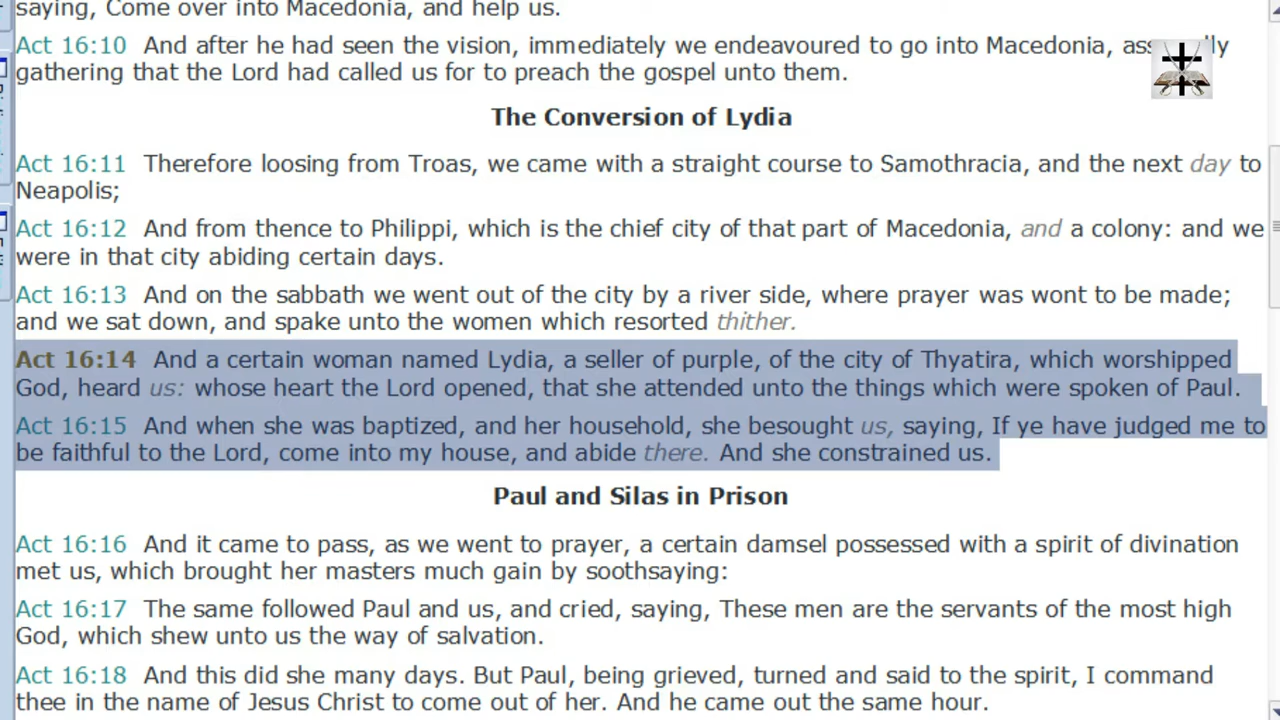 saying, Come over into Macedonia, and help us.
Act 16:10 And after he had seen the vision, immediately we endeavoured to go into Macedonia,
gathering that the Lord had called us for to preach the gospel unto them.
The Conversion of Lydia
Act 16:11 Therefore loosing from Troas, we came with a straight course to Samothracia, and the next day to
Neapolis;
Act 16:12 And from thence to Philippi, which is the chief city of that part of Macedonia, and a colony: and we
were in that city abiding certain days.
Act 16:13 And on the sabbath we went out of the city by a river side, where prayer was wont to be made;
and we sat down, and spake unto the women which resorted thither.
Act 16:14 And a certain woman named Lydia, a seller of purple, of the city of Thyatira, which worshipped
God, heard us: whose heart the Lord opened, that she attended unto the things which were spoken of Paul.
Act 16:15 And when she was baptized, and her household, she besought us, saying, If ye have judged me to
be faithful to the Lord, come into my house, and abide there. And she constrained us.
Paul and Silas in Prison
Act 16:16 And it came to pass, as we went to prayer, a certain damsel possessed with a spirit of divination
met us, which brought her masters much gain by soothsaying:
Act 16:17 The same followed Paul and us, and cried, saying, These men are the servants of the most high
God, which shew unto us the way of salvation.
Act 16:18 And this did she many days. But Paul, being grieved, turned and said to the spirit, I command
thee in the name of Jesus Christ to come out of her. And he came out the same hour.